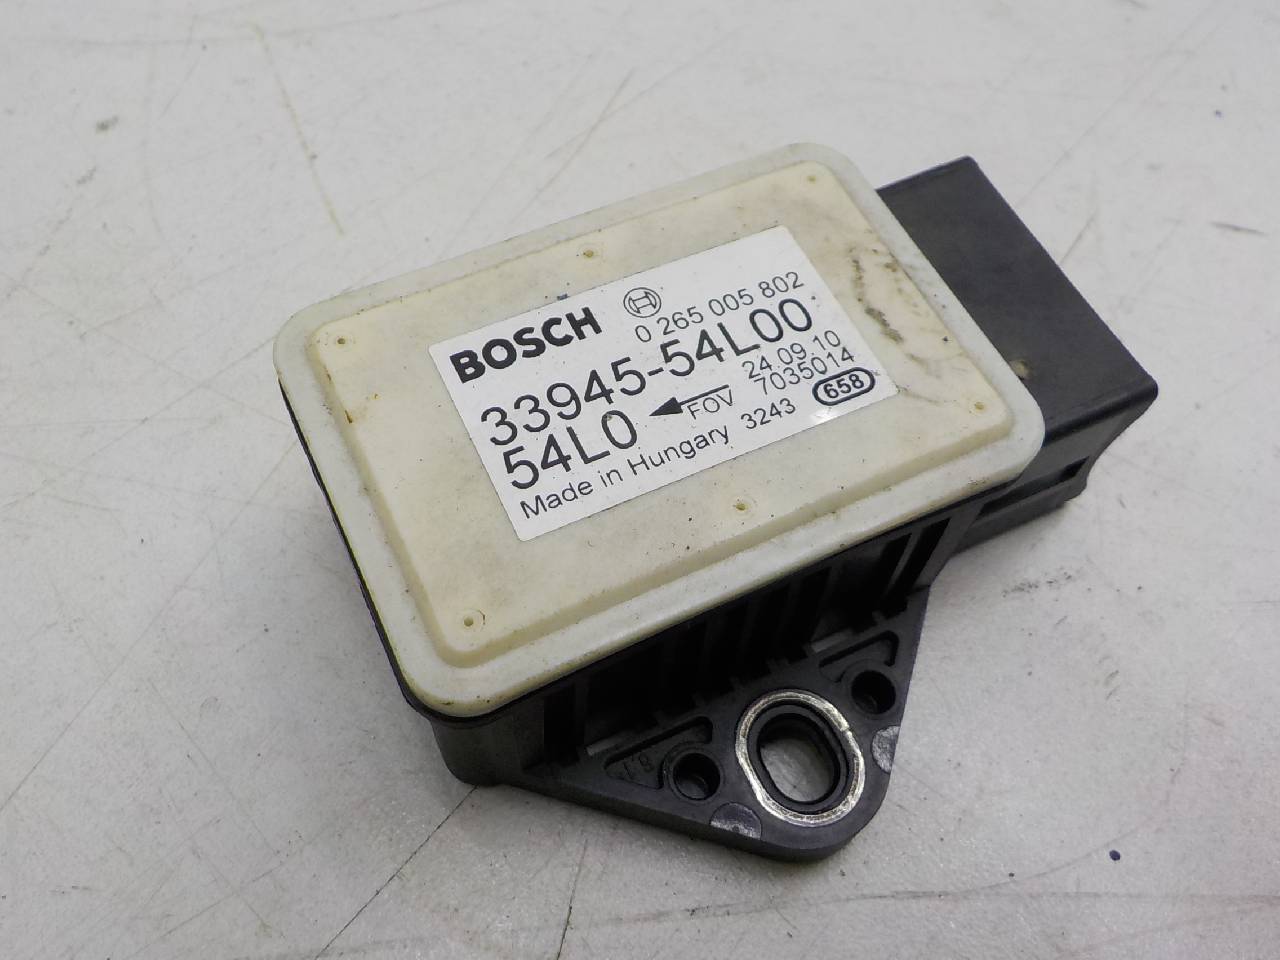 BOSCH
0 265 005 802
33945-54L00
54L0
FOV
24.09.10
7035014
Made in Hungary 3243
658